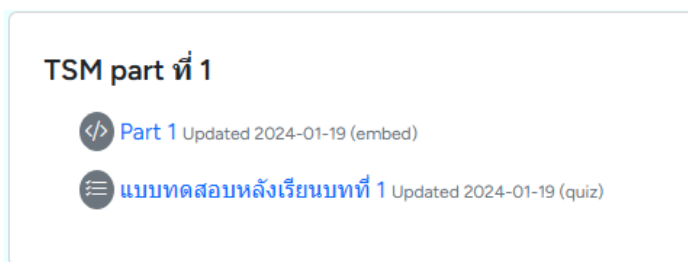 TSM part ที่ 1
Part 1 Updated 2024-01-19 (embed)
แบบทดสอบหลังเรียนบทที่ 1 Updated 2024-01-19 (quiz)